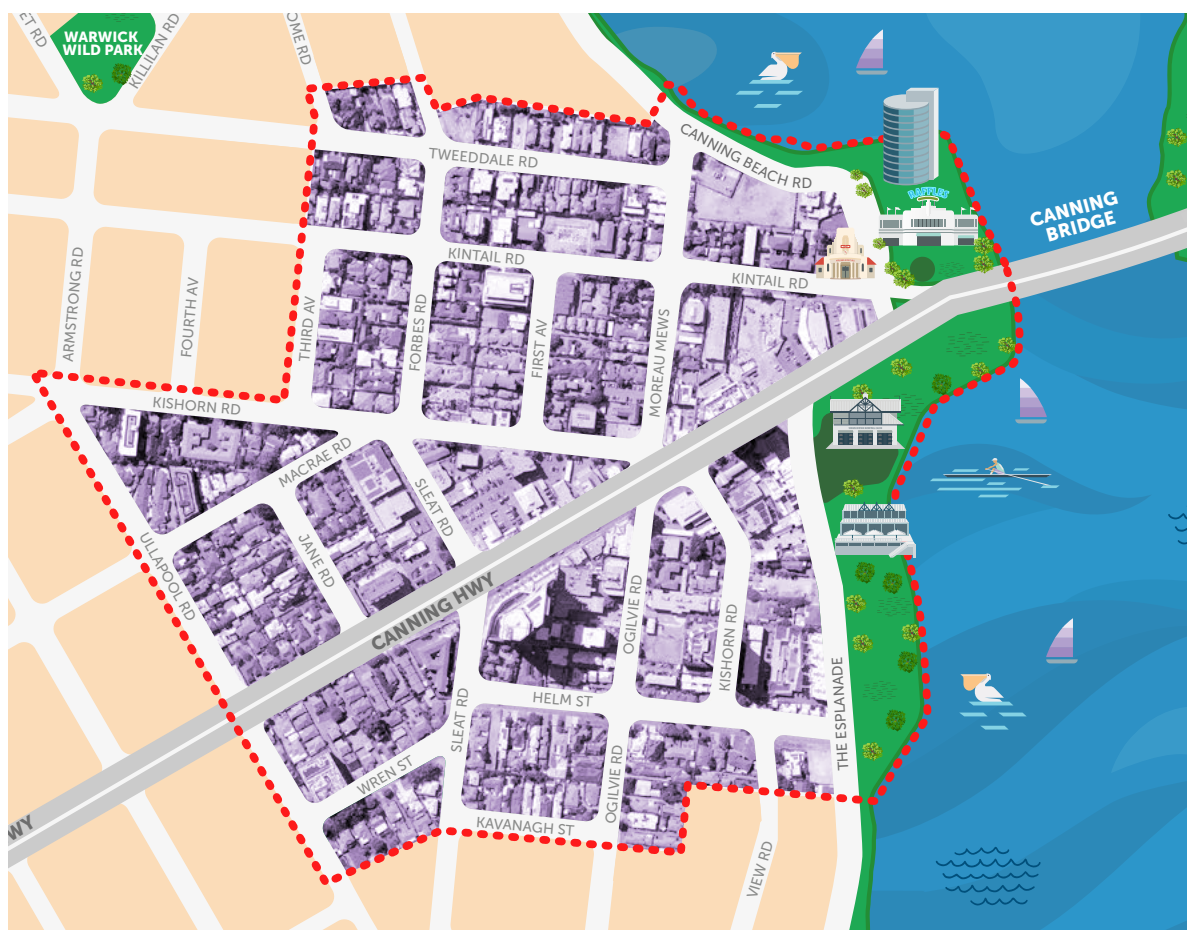 ET RD
WARWICK
WILD PARK
KILLILAN RD
OME RD
TWEEDDALE RD
CANNING BEACH RD
RAFFLES
CANNING
BRIDGE
KINTAIL RD
KINTAIL RD
ARMSTRONG RD
FOURTH AV
THIRD AV
FORBES RD
FIRST AV
MOREAU MEWS
KISHORN RD
MACRAE RD
SLEAT RD
JANE RD
ULLAPOOL RD
CANNING HWY
OGILVIE RD
KISHORN RD
THE ESPLANADE
HELM ST
SLEAT RD
OGILVIE RD
WREN ST
KAVANAGH ST
VIEW RD
WY